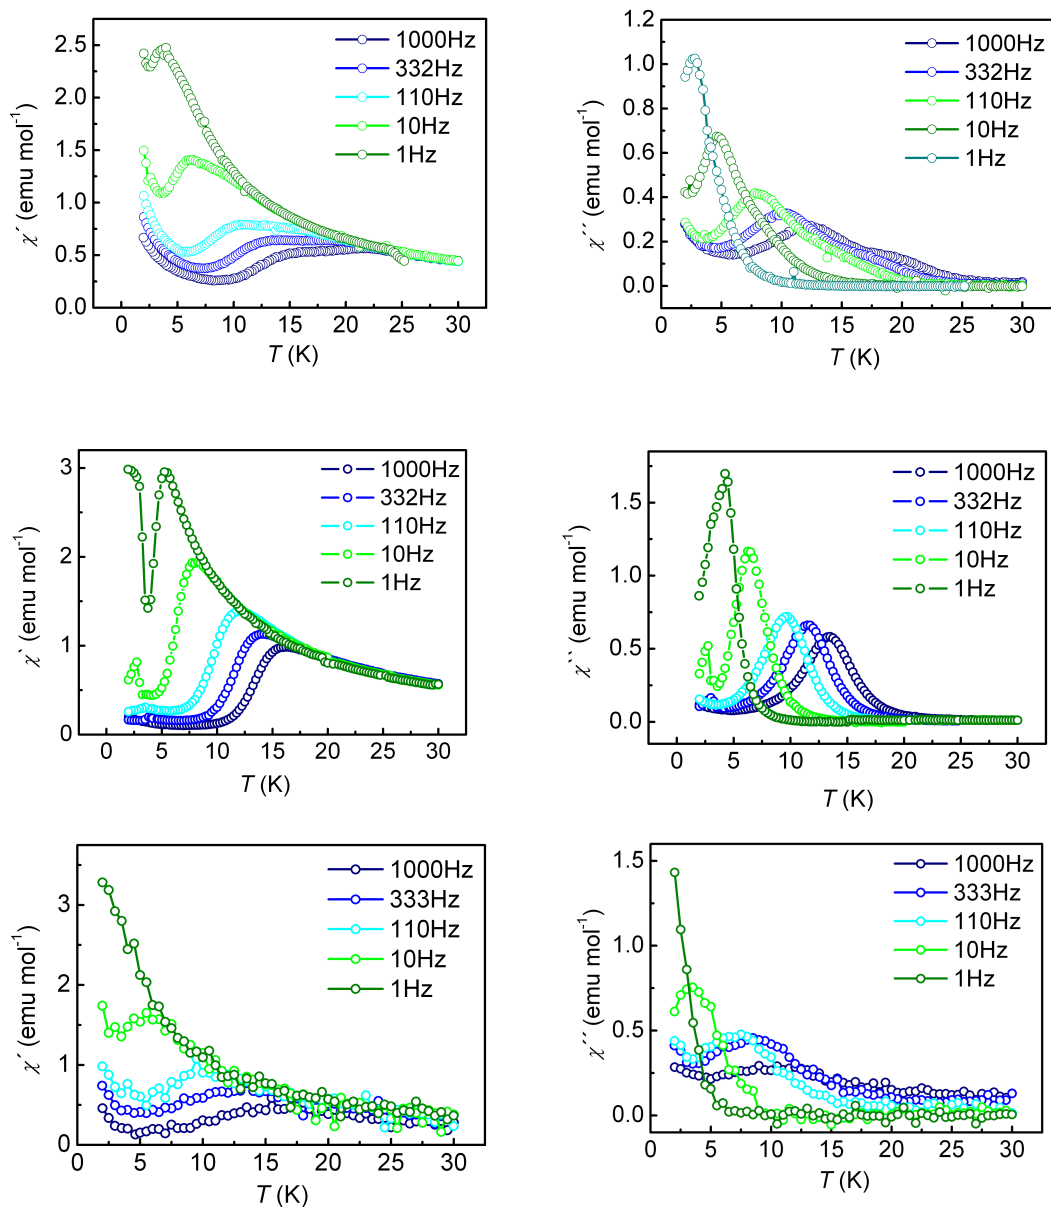 2.5
2.0
1.5
1.0
0.5
0.0
χ´ (emu mol-1)
1000Hz
332Hz
110Hz
10Hz
1Hz
0 5 10 15 20 25 30
T (K)
1.2
1.0
0.8
0.6
0.4
0.2
0.0
χ´´ (emu mol-1)
1000Hz
332Hz
110Hz
10Hz
1Hz
0 5 10 15 20 25 30
T (K)
3
2
1
0
χ` (emu mol-1)
1000Hz
332Hz
110Hz
10Hz
1Hz
0 5 10 15 20 25 30
T (K)
1.5
1.0
0.5
0.0
χ`` (emu mol-1)
1000Hz
332Hz
110Hz
10Hz
1Hz
0 5 10 15 20 25 30
T (K)
3
2
1
0
χ´ (emu mol-1)
1000Hz
333Hz
110Hz
10Hz
1Hz
0 5 10 15 20 25 30
T (K)
1.5
1.0
0.5
0.0
χ´´ (emu mol-1)
1000Hz
333Hz
110Hz
10Hz
1Hz
0 5 10 15 20 25 30
T (K)